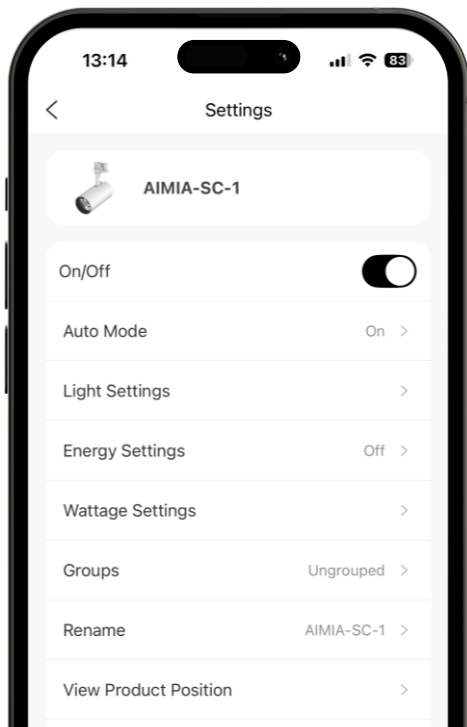 13:14
83
Settings
AIMIA-SC-1
On/Off
Auto Mode On
Light Settings
Energy Settings Off
Wattage Settings
Groups Ungrouped
Rename AIMIA-SC-1
View Product Position